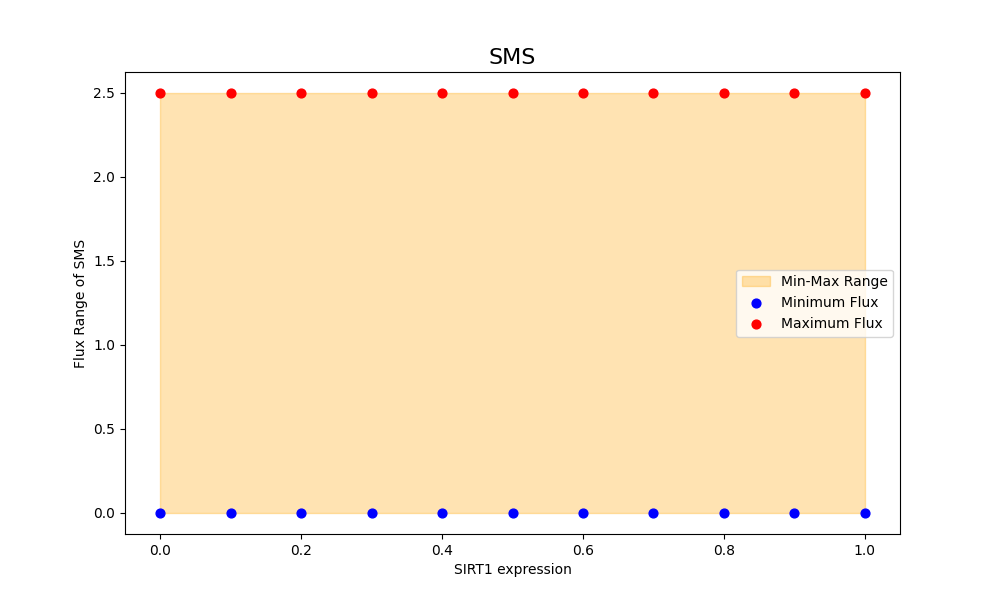 SMS
Flux Range of SMS
2.5
2.0
1.5
1.0
0.5
0.0
Min-Max Range
Minimum Flux
Maximum Flux
0.0 0.2 0.4 0.6 0.8 1.0
SIRT1 expression